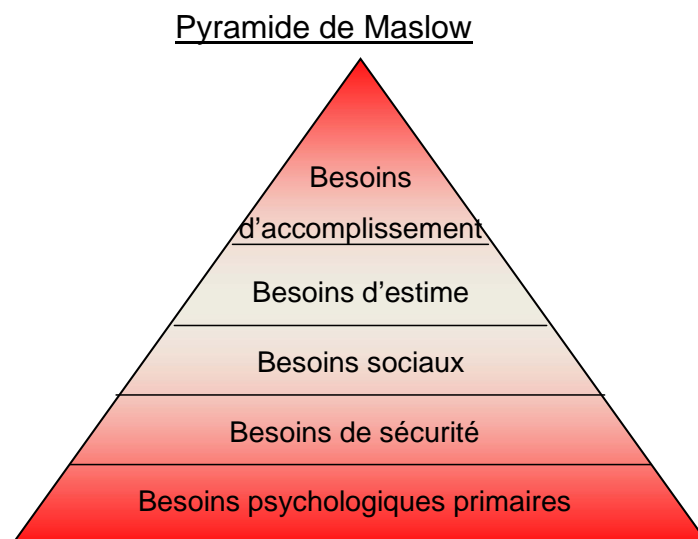 Pyramide de Maslow
Besoins
d’accomplissement
Besoins d’estime
Besoins sociaux
Besoins de sécurité
Besoins psychologiques primaires